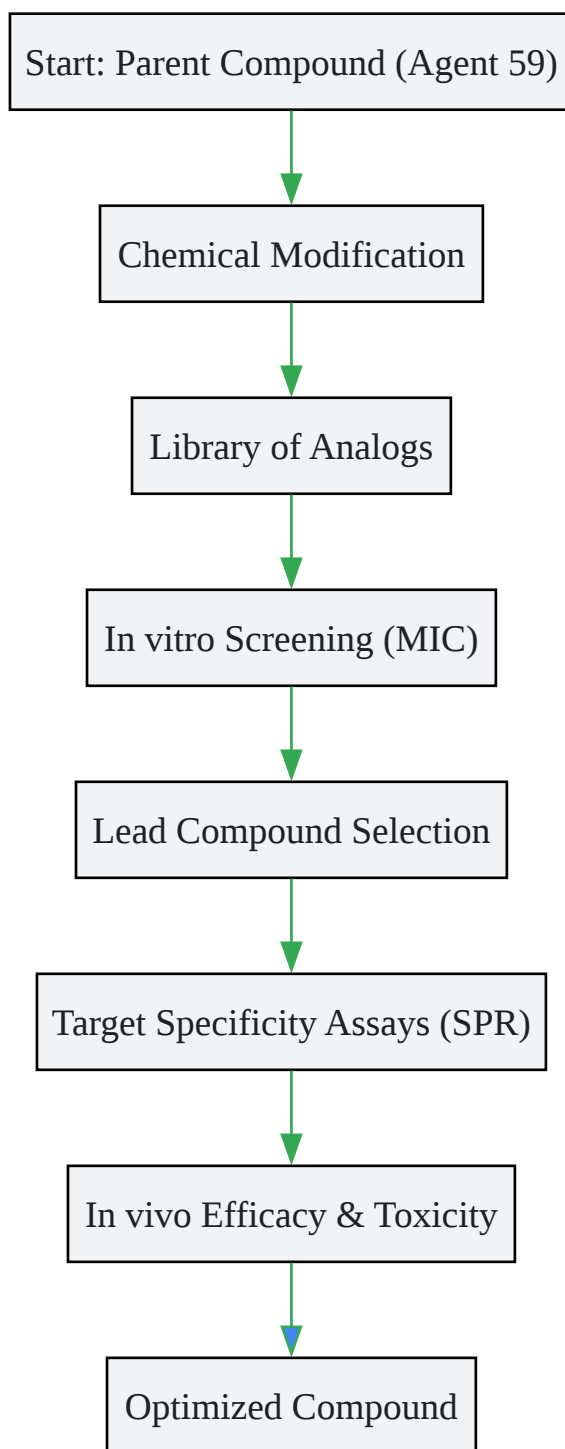 Start: Parent Compound (Agent 59)
Chemical Modification
Library of Analogs
In vitro Screening (MIC)
Lead Compound Selection
Target Specificity Assays (SPR)
In vivo Efficacy & Toxicity
Optimized Compound